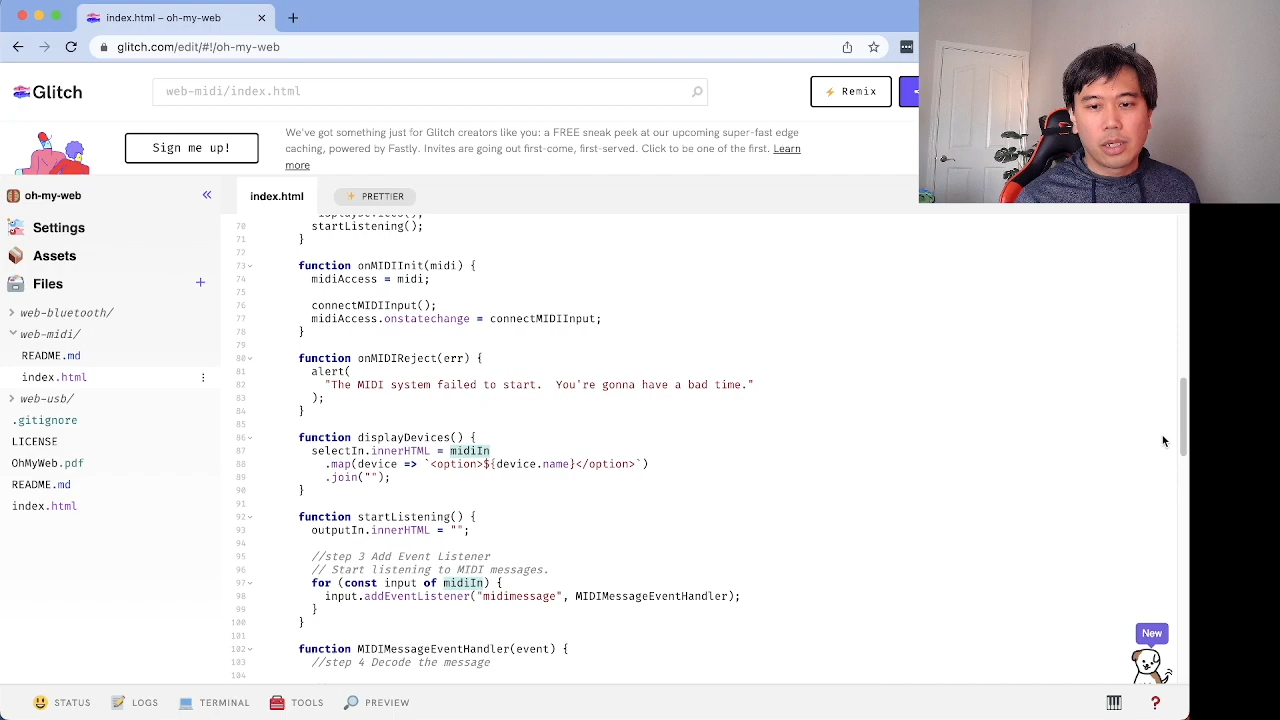 index.html - oh-my-web
glitch.com/edit/#!/oh-my-web
Glitch
web-midi/index.html
Remix
Sign me up!
We've got something just for Glitch creators like you: a FREE sneak peek at our upcoming super-fast edge
caching, powered by Fastly. Invites are going out first-come, first-served. Click to be one of the first. Learn
more
oh-my-web
index.html
PRETTIER
Settings
Assets
Files
web-bluetooth/
web-midi/
README.md
index.html
web-usb/
.gitignore
LICENSE
OhMyWeb.pdf
README.md
index.html
displayDevices();
70 startListening();
71 }
72
73 function onMIDIInit(midi) {
74 midiAccess = midi;
75
76 connectMIDIInput();
77 midiAccess.onstatechange = connectMIDIInput;
78 }
79
80 function onMIDIReject(err) {
81 alert(
82 "The MIDI system failed to start.  You're gonna have a bad time."
83 );
84 }
85
86 function displayDevices() {
87 selectIn.innerHTML = midiIn
88 .map(device => `<option>${device.name}</option>`)
89 .join("");
90 }
91
92 function startListening() {
93 outputIn.innerHTML = "";
94
95 //step 3 Add Event Listener
96 // Start listening to MIDI messages.
97 for (const input of midiIn) {
98 input.addEventListener("midimessage", MIDIMessageEventHandler);
99 }
100 }
101
102 function MIDIMessageEventHandler(event) {
103 //step 4 Decode the message
104
New
STATUS
LOGS
TERMINAL
TOOLS
PREVIEW
?